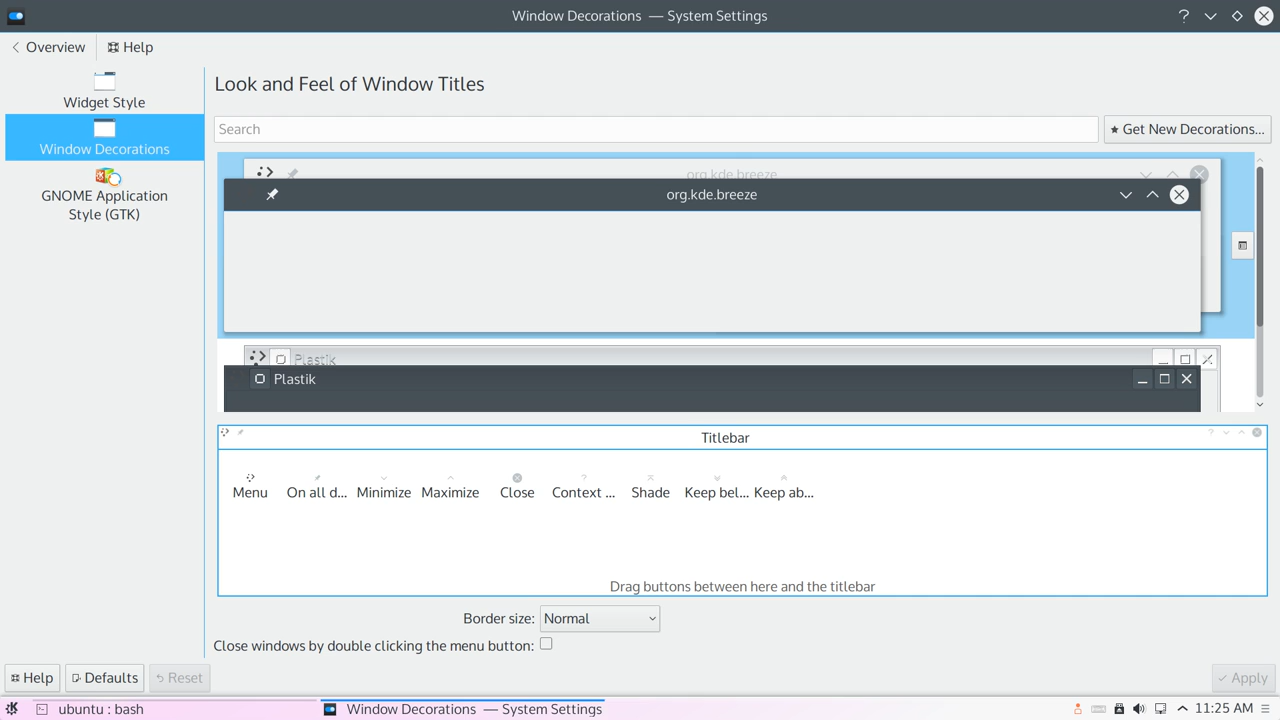 Window Decorations — System Settings
Overview
Help
Widget Style
Window Decorations
GNOME Application
Style (GTK)
Look and Feel of Window Titles
Search
Get New Decorations...
org.kde.breeze
org.kde.breeze
Plastik
Plastik
Titlebar
Menu
On all d...
Minimize
Maximize
Close
Context ...
Shade
Keep bel...
Keep ab...
Drag buttons between here and the titlebar
Border size:
Normal
Close windows by double clicking the menu button:
Help
Defaults
Reset
Apply
ubuntu : bash
Window Decorations — System Settings
11:25 AM